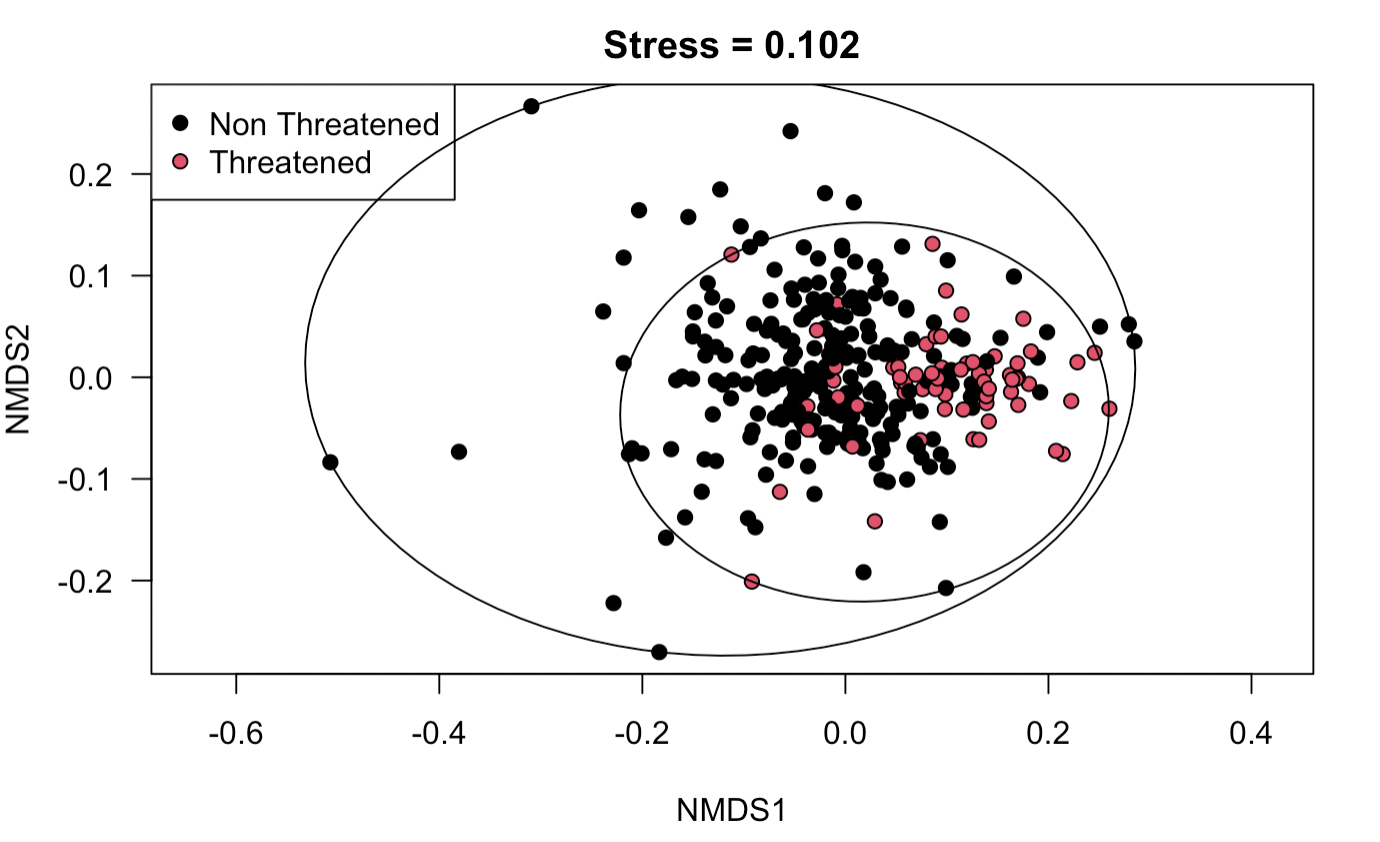 Stress = 0.102
Non Threatened
Threatened
NMDS2
0.2
0.1
0.0
-0.1
-0.2
-0.6 -0.4 -0.2 0.0 0.2 0.4
NMDS1